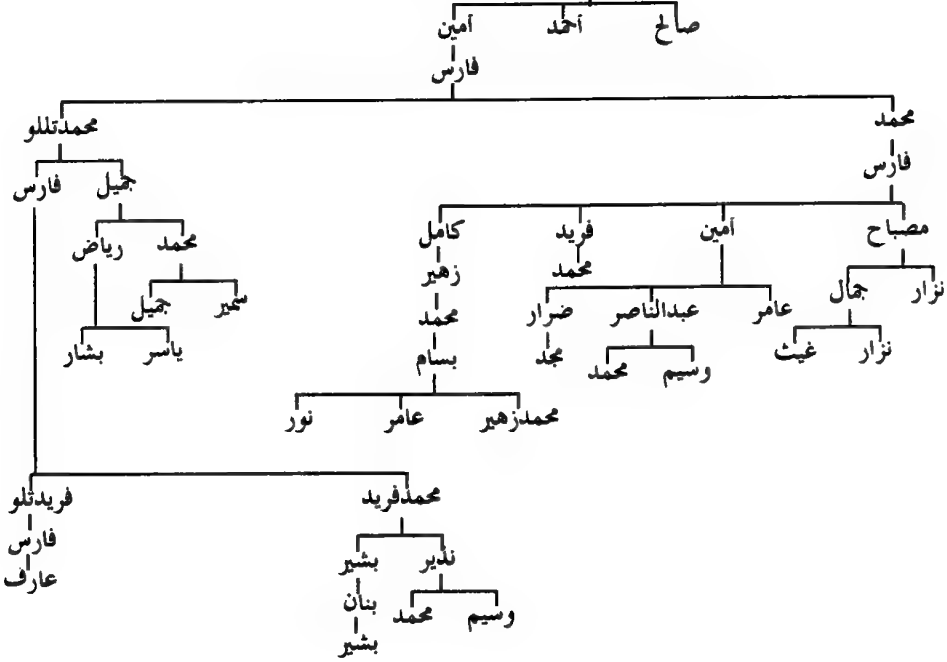 صالح أحمد أمين
فارس
محمد محمدتللو
فارس جميل فارس
مصباح أمين فريد كامل محمد رياض
نزار جمال محمد زهير سمير جميل
عامر عبدالناصر ضرار محمد
نزار غيث وسيم محمد مجد بسام ياسر بشار
محمدزهير عامر نور
محمدفريد فريدتلو
فارس
نذير بشير عارف
وسيم محمد بنان
بشير